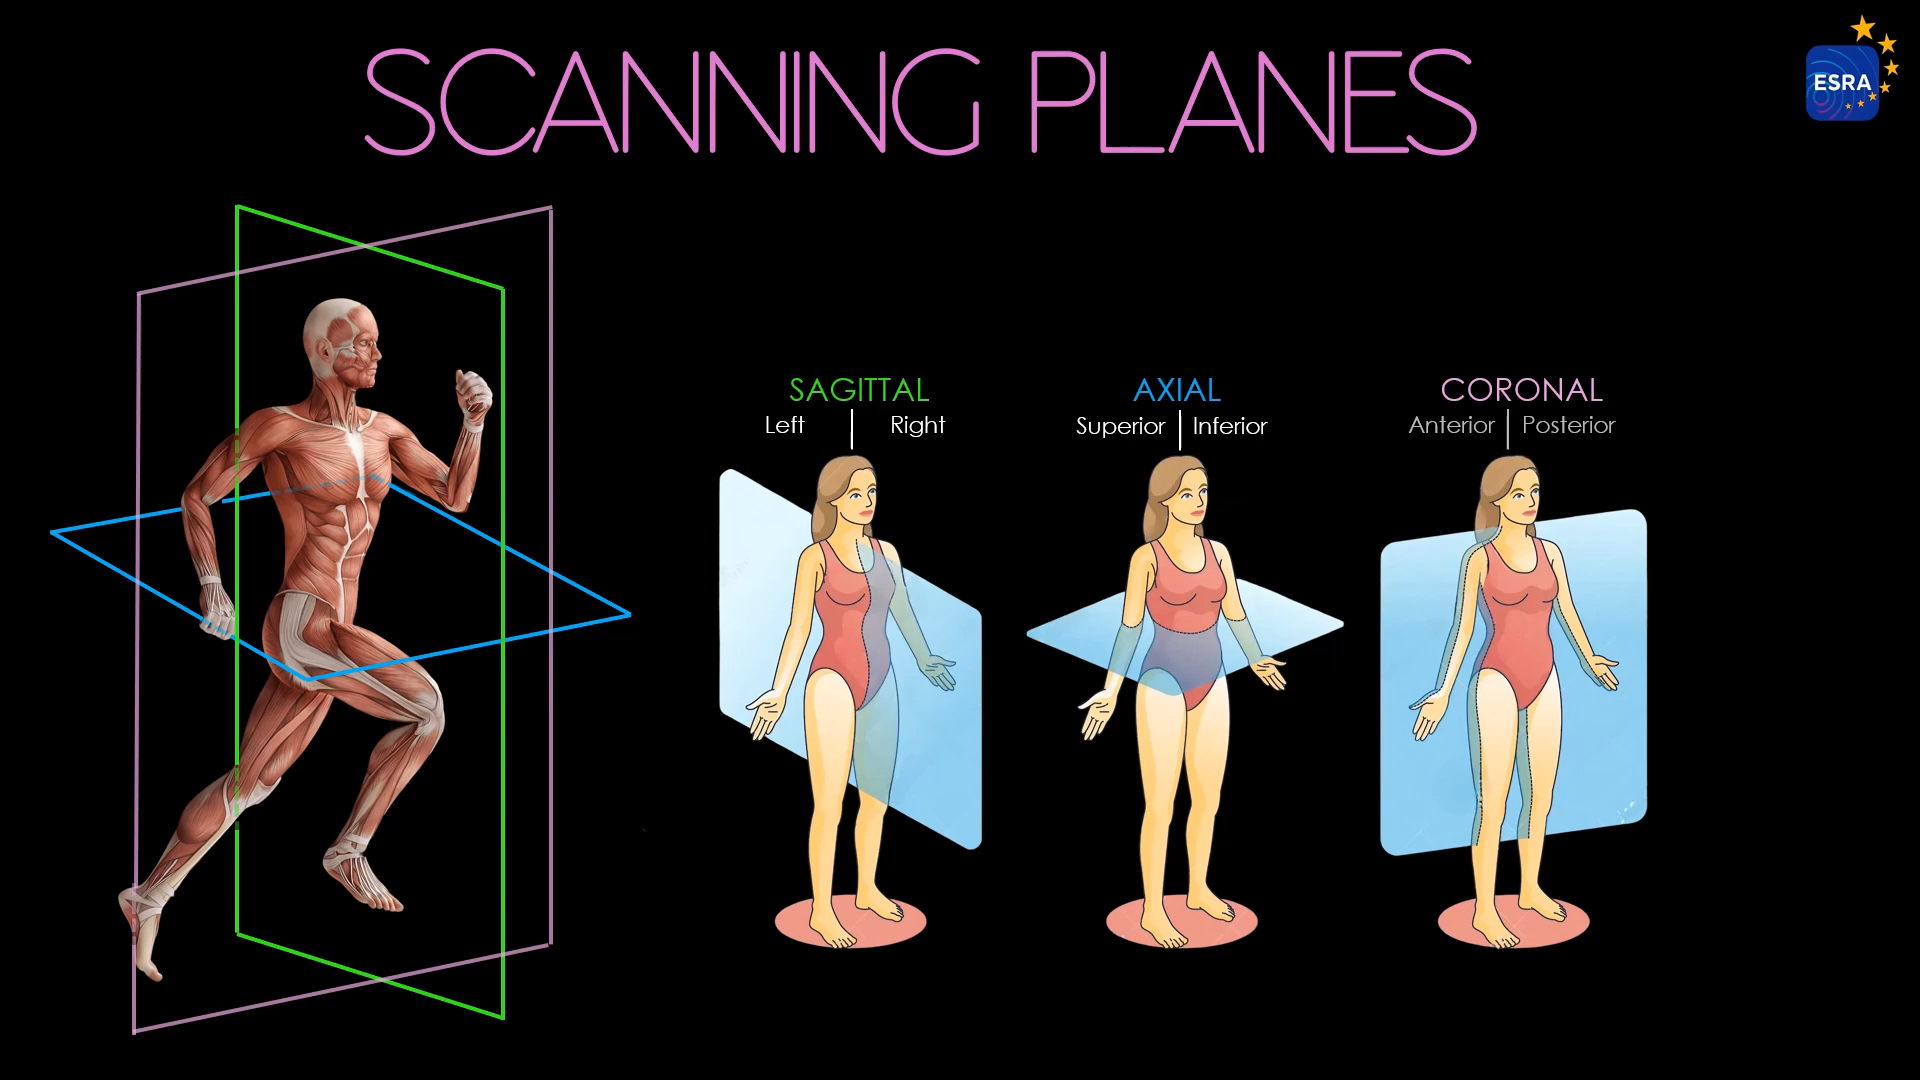 SCANNING PLANES
ESRA
SAGITTAL
Left | Right
AXIAL
Superior | Inferior
CORONAL
Anterior | Posterior